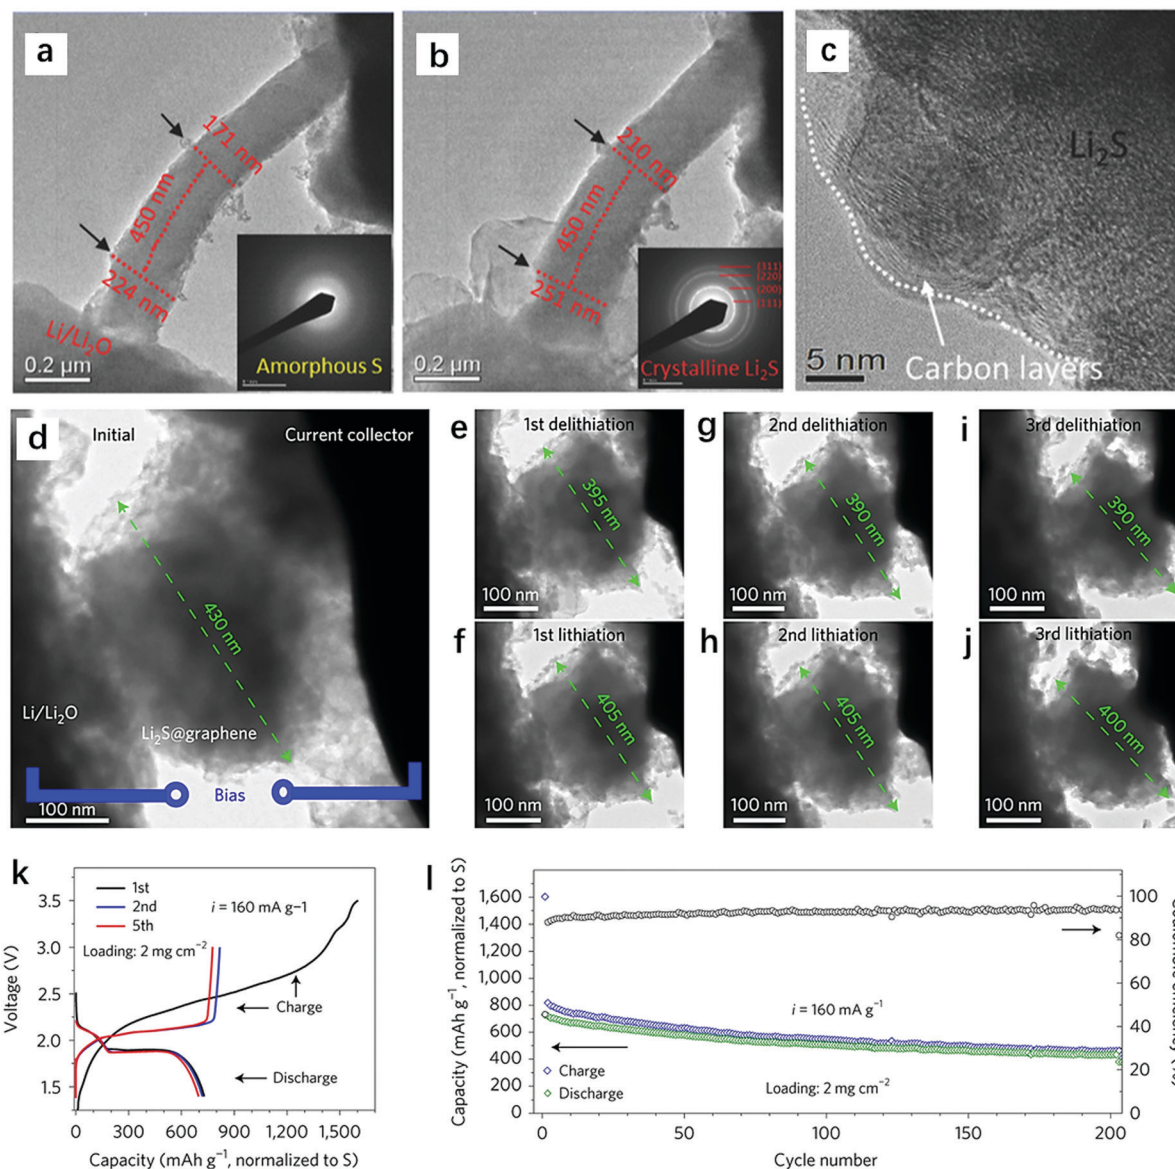 a
171 nm
450 nm
224 nm
Li/Li₂O
0.2 µm
Amorphous S
b
210 nm
450 nm
251 nm
0.2 µm
(311)
(220)
(200)
(111)
Crystalline Li₂S
c
Li₂S
5 nm
Carbon layers
d
Initial
Current collector
430 nm
Li/Li₂O
Li₂S@graphene
Bias
100 nm
e
1st delithiation
395 nm
100 nm
g
2nd delithiation
390 nm
100 nm
i
3rd delithiation
390 nm
100 nm
f
1st lithiation
405 nm
100 nm
h
2nd lithiation
405 nm
100 nm
j
3rd lithiation
400 nm
100 nm
k
1st
2nd
5th
i = 160 mA g−1
Loading: 2 mg cm⁻²
Charge
Discharge
3.5
3.0
2.5
2.0
1.5
Voltage (V)
0 300 600 900 1,200 1,500
Capacity (mAh g⁻¹, normalized to S)
l
1,600
1,400
1,200
1,000
800
600
400
200
0
Capacity (mAh g⁻¹, normalized to S)
i = 160 mA g⁻¹
Charge
Discharge
Loading: 2 mg cm⁻²
100
80
60
40
20
0
0 50 100 150 200
Cycle number